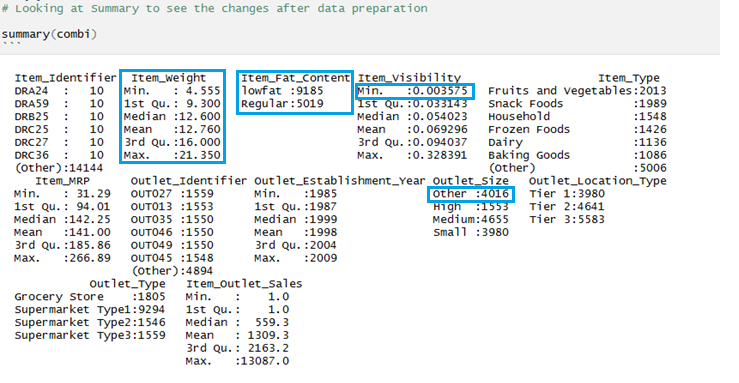 # Looking at Summary to see the changes after data preparation
summary(combi)
```
Item_Identifier Item_Weight Item_Fat_Content Item_Visibility Item_Type
DRA24 : 10 Min. : 4.555 lowfat :9185 Min. :0.003575 Fruits and Vegetables:2013
DRA59 : 10 1st Qu.: 9.300 Regular:5019 1st Qu.:0.033143 Snack Foods :1989
DRB25 : 10 Median :12.600 Median :0.054023 Household :1548
DRC25 : 10 Mean :12.760 Mean :0.069296 Frozen Foods :1426
DRC27 : 10 3rd Qu.:16.000 3rd Qu.:0.094037 Dairy :1136
DRC36 : 10 Max. :21.350 Max. :0.328391 Baking Goods :1086
(Other):14144 (Other) :5006
Item_MRP Outlet_Identifier Outlet_Establishment_Year Outlet_Size Outlet_Location_Type
Min. : 31.29 OUT027 :1559 Min. :1985 Other :4016 Tier 1:3980
1st Qu.: 94.01 OUT013 :1553 1st Qu.:1987 High :1553 Tier 2:4641
Median :142.25 OUT035 :1550 Median :1999 Medium:4655 Tier 3:5583
Mean :141.00 OUT046 :1550 Mean :1998 Small :3980
3rd Qu.:185.86 OUT049 :1550 3rd Qu.:2004
Max. :266.89 OUT045 :1548 Max. :2009
(Other):4894
Outlet_Type Item_Outlet_Sales
Grocery Store :1805 Min. : 1.0
Supermarket Type1:9294 1st Qu.: 1.0
Supermarket Type2:1546 Median : 559.3
Supermarket Type3:1559 Mean : 1309.3
3rd Qu.: 2163.2
Max. :13087.0